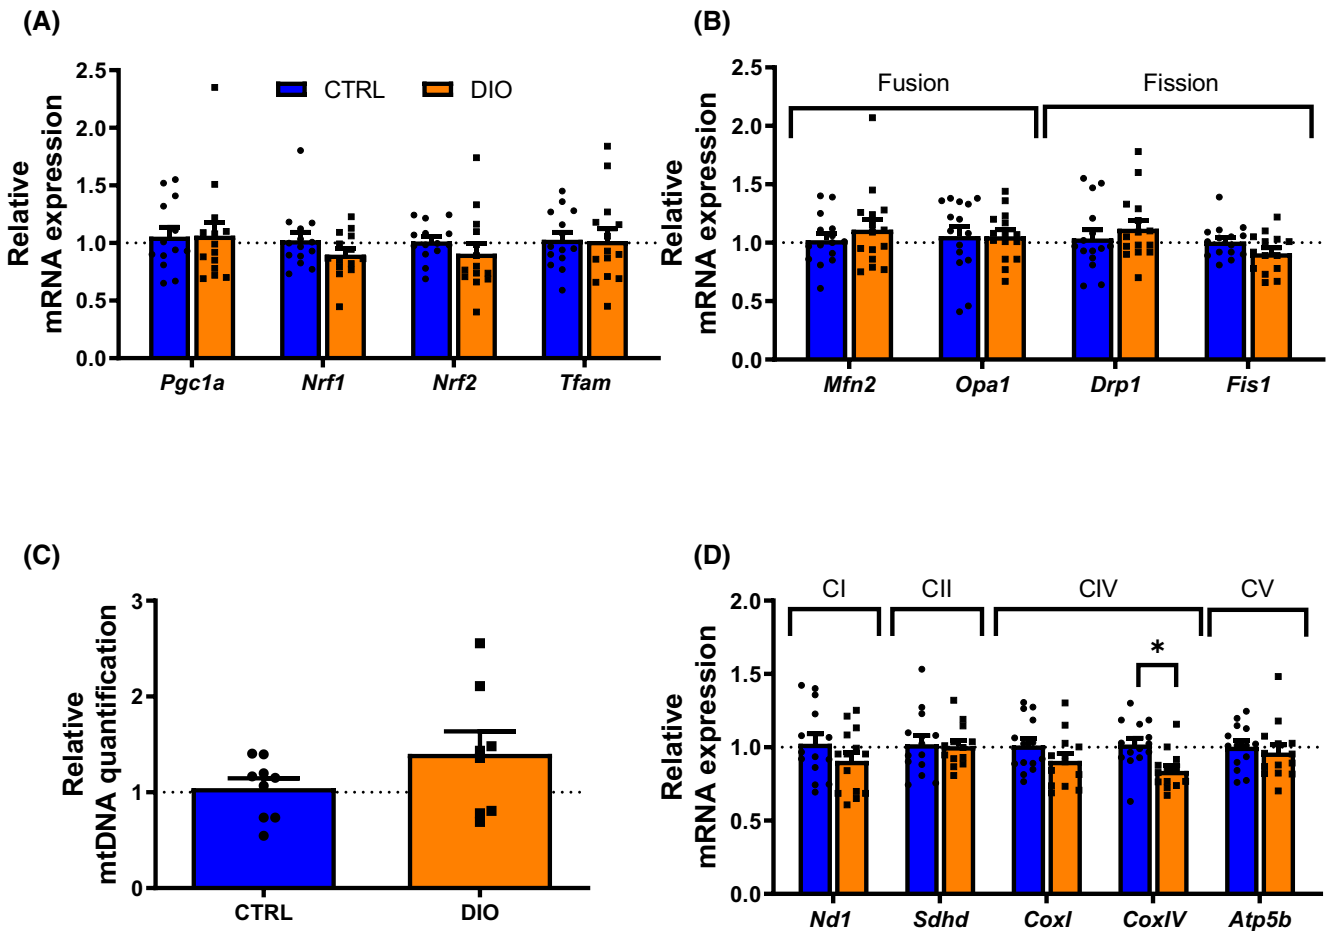 (A)
Relative
mRNA expression
2.5
2.0
1.5
1.0
0.5
0.0
CTRL
DIO
Pgc1a
Nrf1
Nrf2
Tfam
(B)
Relative
mRNA expression
2.5
2.0
1.5
1.0
0.5
0.0
Fusion
Fission
Mfn2
Opa1
Drp1
Fis1
(C)
Relative
mtDNA quantification
3
2
1
0
CTRL
DIO
(D)
Relative
mRNA expression
2.0
1.5
1.0
0.5
0.0
CI
CII
CIV
CV
*
Nd1
Sdhd
CoxI
CoxIV
Atp5b